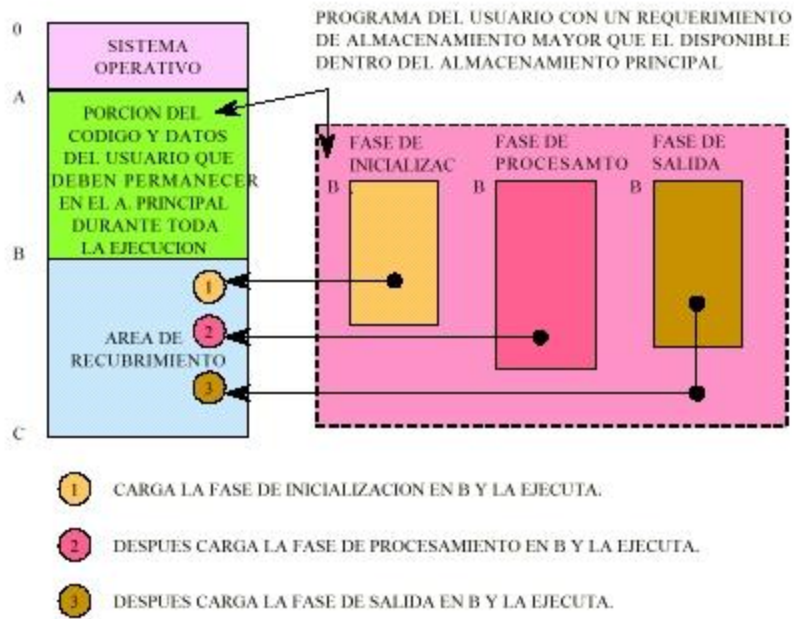 PROGRAMA DEL USUARIO CON UN REQUERIMIENTO
DE ALMACENAMIENTO MAYOR QUE EL DISPONIBLE
DENTRO DEL ALMACENAMIENTO PRINCIPAL
0
SISTEMA
OPERATIVO
A
PORCION DEL
CODIGO Y DATOS
DEL USUARIO QUE
DEBEN PERMANECER
EN EL A. PRINCIPAL
DURANTE TODA
LA EJECUCION
B
1
AREA DE
RECUBRIMIENTO
2
3
C
FASE DE
INICIALIZAC
B
FASE DE
PROCESAMTO
B
FASE DE
SALIDA
B
1 CARGA LA FASE DE INICIALIZACION EN B Y LA EJECUTA.
2 DESPUES CARGA LA FASE DE PROCESAMIENTO EN B Y LA EJECUTA.
3 DESPUES CARGA LA FASE DE SALIDA EN B Y LA EJECUTA.